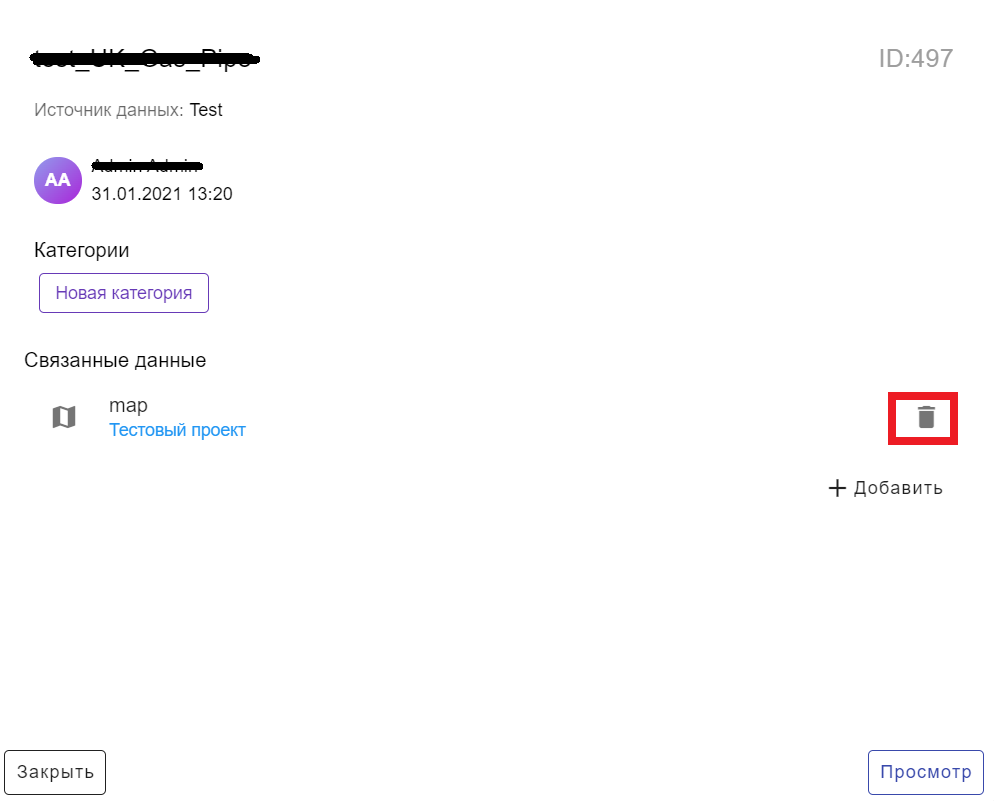 ID:497
Источник данных: Test
AA
31.01.2021 13:20
Категории
Новая категория
Связанные данные
map
Тестовый проект
Добавить
Закрыть
Просмотр